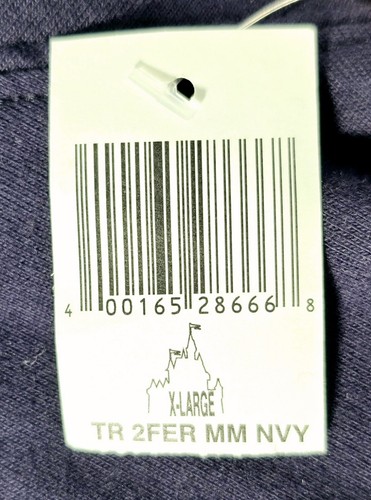 4 00165 28666 8
X-LARGE
TR 2FER MM NVY